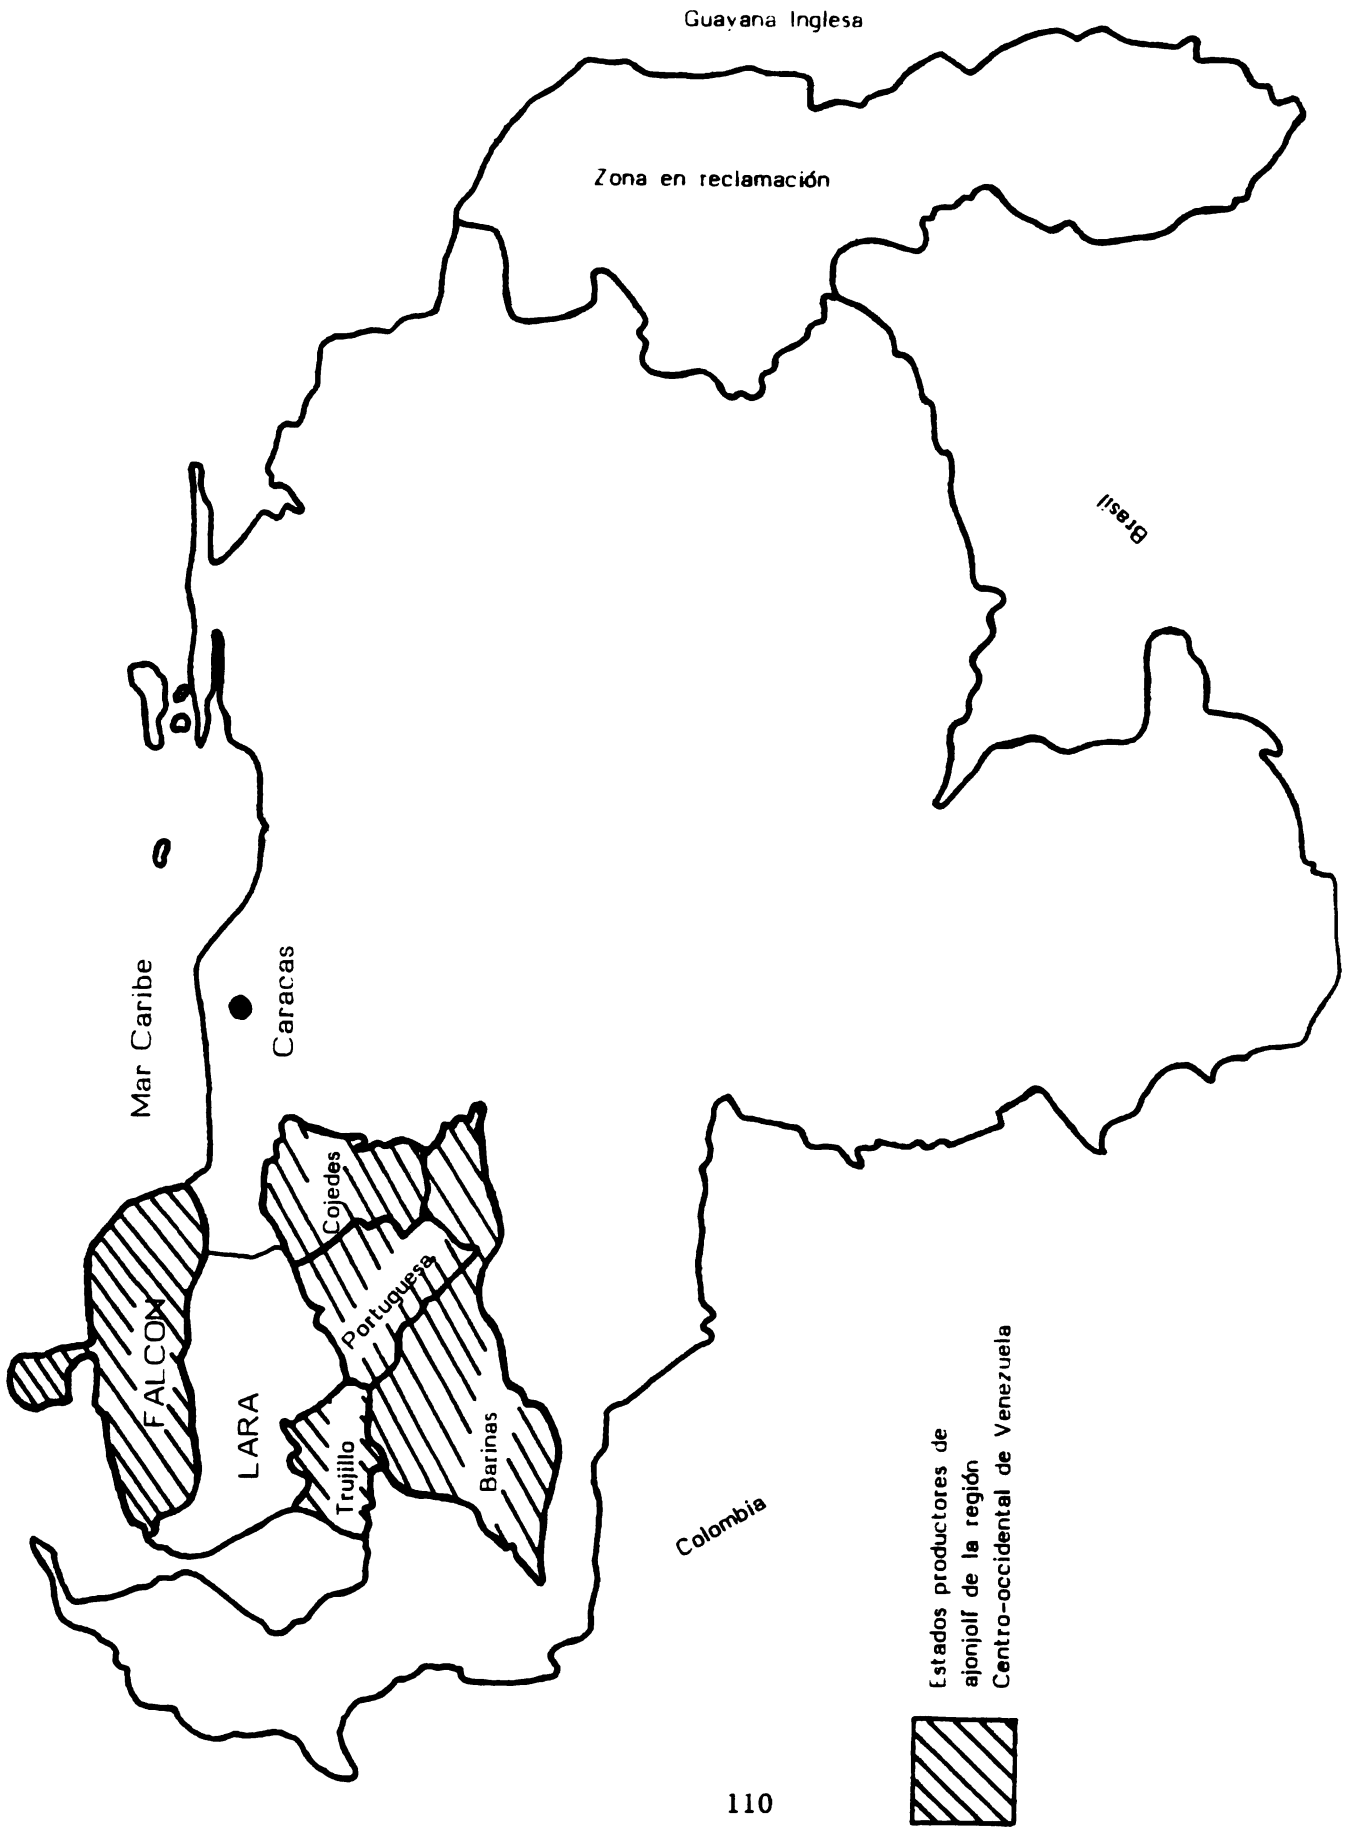 Guayana Inglesa
Zona en reclamación
Brasil
Mar Caribe
Caracas
Cojedes
Portuguesa
FALCON
LARA
Trujillo
Barinas
Colombia
Estados productores de
ajonjolí de la región
Centro-occidental de Venezuela
110